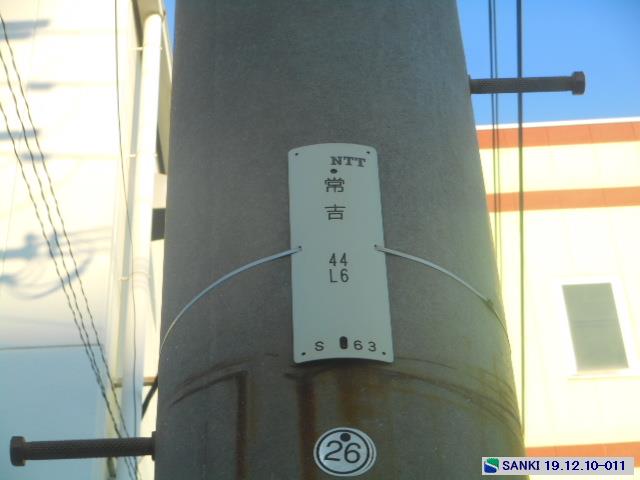 NTT
常
吉
44
L6
S 63
26
SANKI 19.12.10-011